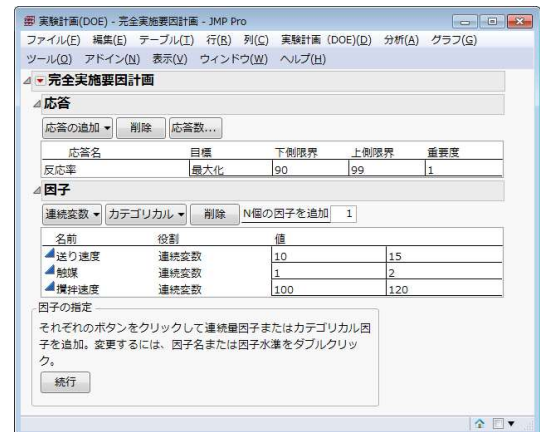 実験計画(DOE) - 完全実施要因計画 - JMP Pro
ファイル(F) 編集(E) テーブル(T) 行(R) 列(C) 実験計画 (DOE)(D) 分析(A) グラフ(G)
ツール(O) アドイン(N) 表示(V) ウィンドウ(W) ヘルプ(H)
完全実施要因計画
応答
応答の追加 削除 応答数...
応答名 目標 下側限界 上側限界 重要度
反応率 最大化 90 99 1
因子
連続変数 カテゴリカル 削除 N個の因子を追加 1
名前 役割 値
送り速度 連続変数 10 15
触媒 連続変数 1 2
攪拌速度 連続変数 100 120
因子の指定
それぞれのボタンをクリックして連続量因子またはカテゴリカル因
子を追加。変更するには、因子名または因子水準をダブルクリッ
ク。
続行